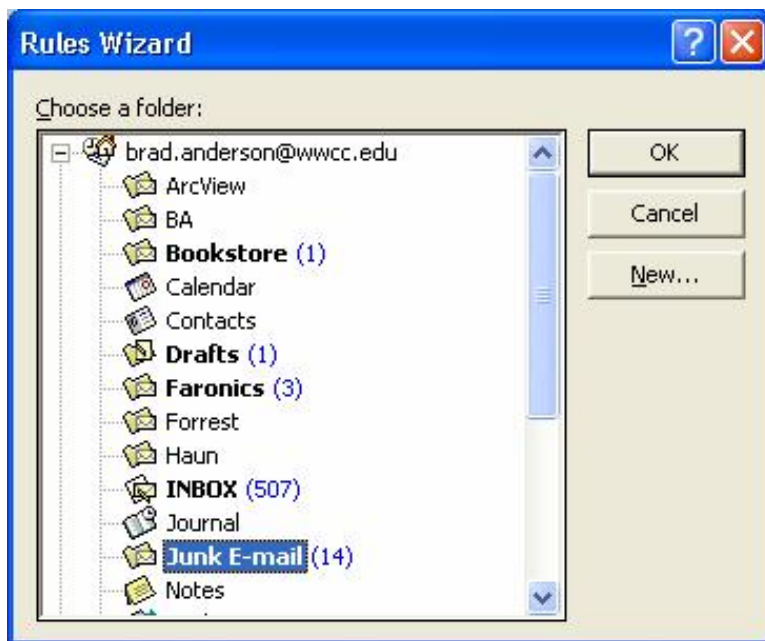 Rules Wizard
Choose a folder:
brad.anderson@wwcc.edu
ArcView
BA
Bookstore (1)
Calendar
Contacts
Drafts (1)
Faronics (3)
Forrest
Haun
INBOX (507)
Journal
Junk E-mail (14)
Notes
OK
Cancel
New...